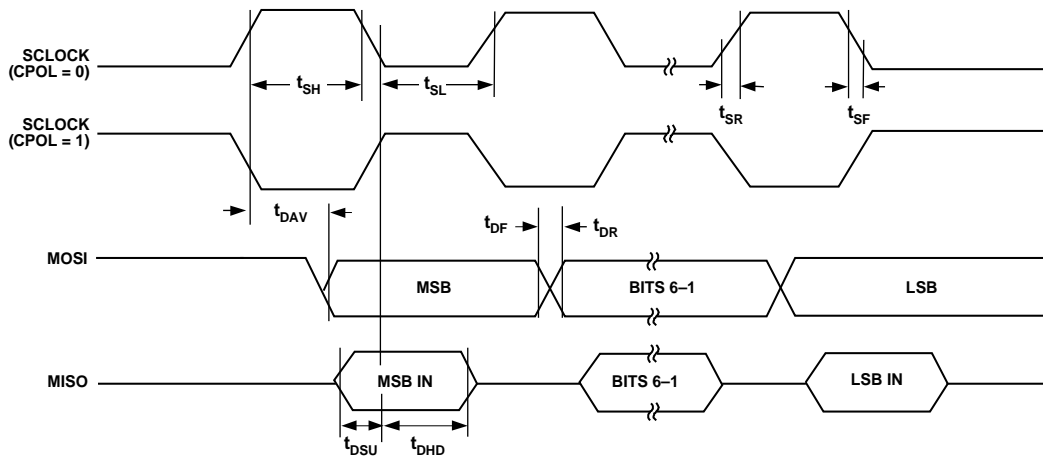 SCLOCK
(CPOL = 0)
tSH
tSL
tSR
tSF
SCLOCK
(CPOL = 1)
tDAV
tDF
tDR
MOSI
MSB
BITS 6–1
LSB
MISO
MSB IN
BITS 6–1
LSB IN
tDSU
tDHD